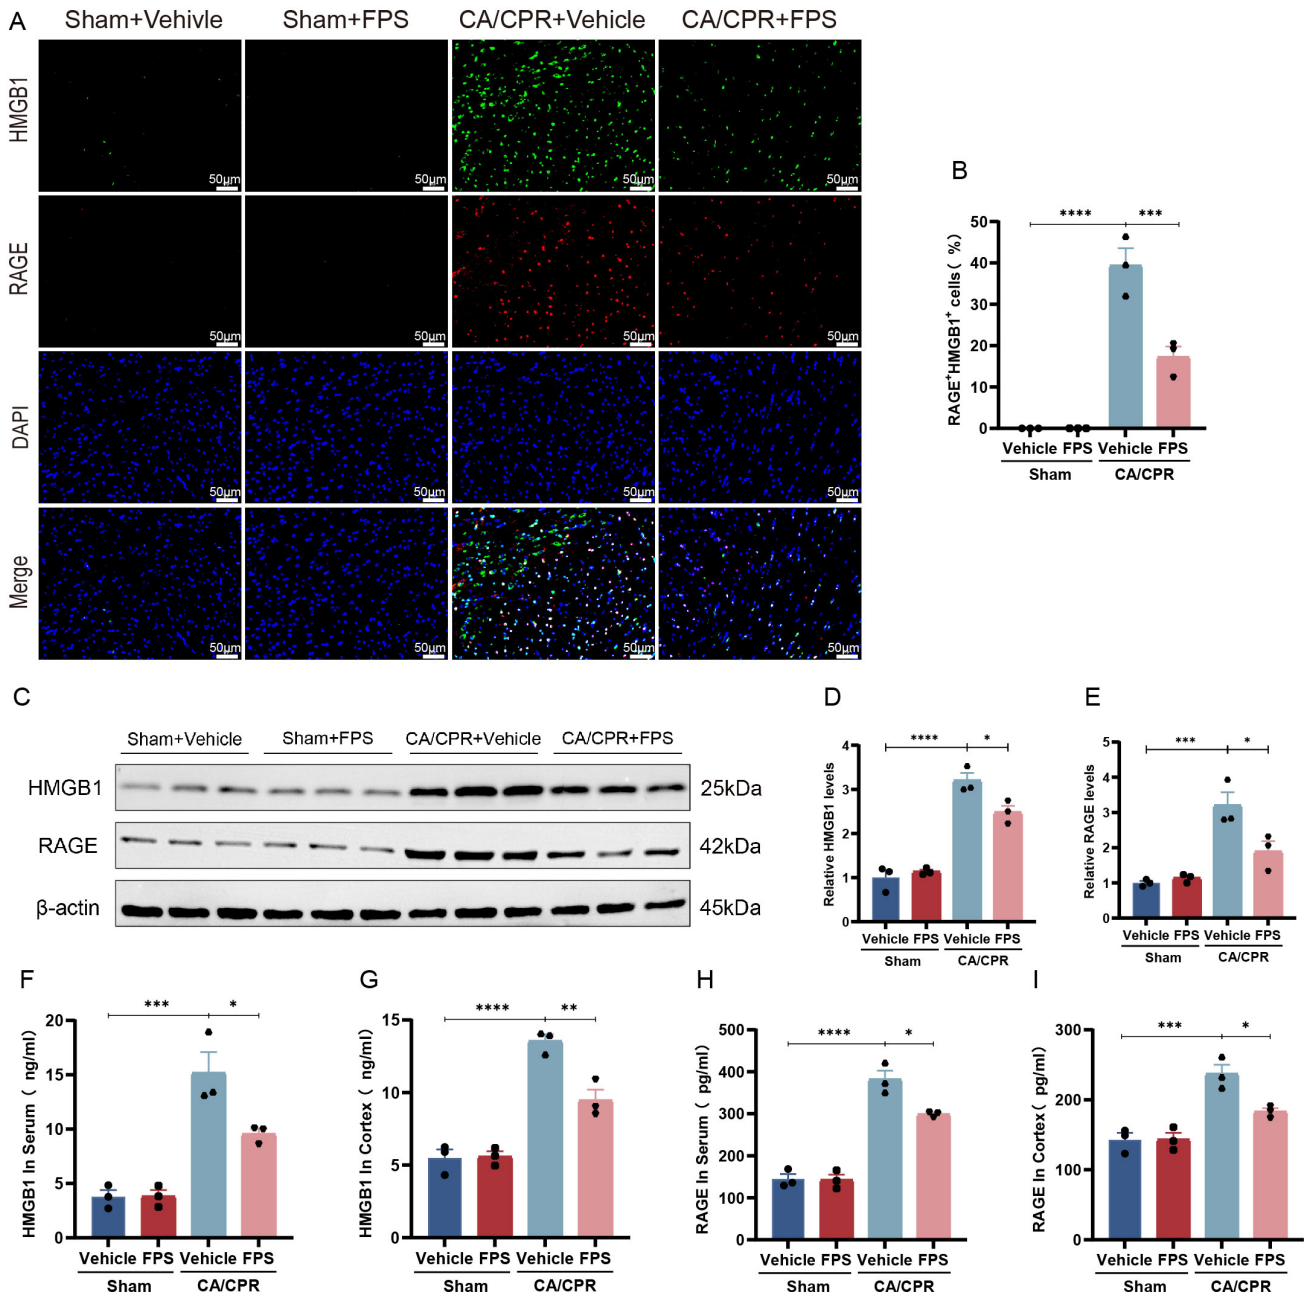 A
Sham+Vehivle
Sham+FPS
CA/CPR+Vehicle
CA/CPR+FPS
HMGB1
50μm
50μm
50μm
50μm
RAGE
50μm
50μm
50μm
50μm
DAPI
50μm
50μm
50μm
50μm
Merge
50μm
50μm
50μm
50μm
B
RAGE⁺HMGB1⁺ cells ( %)
50
40
30
20
10
0
****
***
Vehicle FPS Vehicle FPS
Sham
CA/CPR
C
Sham+Vehicle
Sham+FPS
CA/CPR+Vehicle
CA/CPR+FPS
HMGB1
25kDa
RAGE
42kDa
β-actin
45kDa
D
Relative HMGB1 levels
4
3
2
1
0
****
*
Vehicle FPS Vehicle FPS
Sham
CA/CPR
E
Relative RAGE levels
5
4
3
2
1
0
***
*
Vehicle FPS Vehicle FPS
Sham
CA/CPR
F
HMGB1 In Serum ( ng/ml)
20
15
10
5
0
***
*
Vehicle FPS Vehicle FPS
Sham
CA/CPR
G
HMGB1 In Cortex ( ng/ml)
15
10
5
0
****
**
Vehicle FPS Vehicle FPS
Sham
CA/CPR
H
RAGE In Serum ( pg/ml)
500
400
300
200
100
0
****
*
Vehicle FPS Vehicle FPS
Sham
CA/CPR
I
RAGE In Cortex ( pg/ml)
300
200
100
0
***
*
Vehicle FPS Vehicle FPS
Sham
CA/CPR